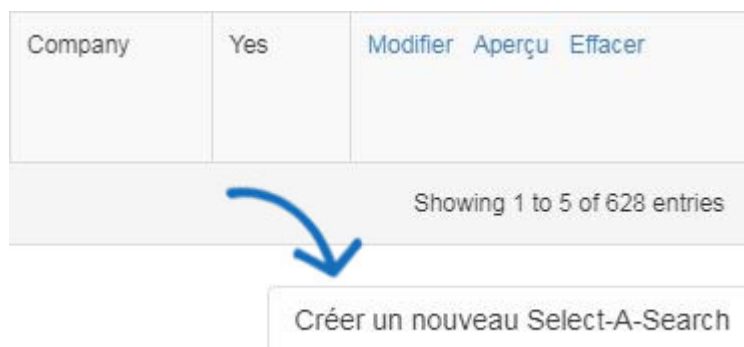 Company Yes Modifier Aperçu Effacer
Showing 1 to 5 of 628 entries
Créer un nouveau Select-A-Search